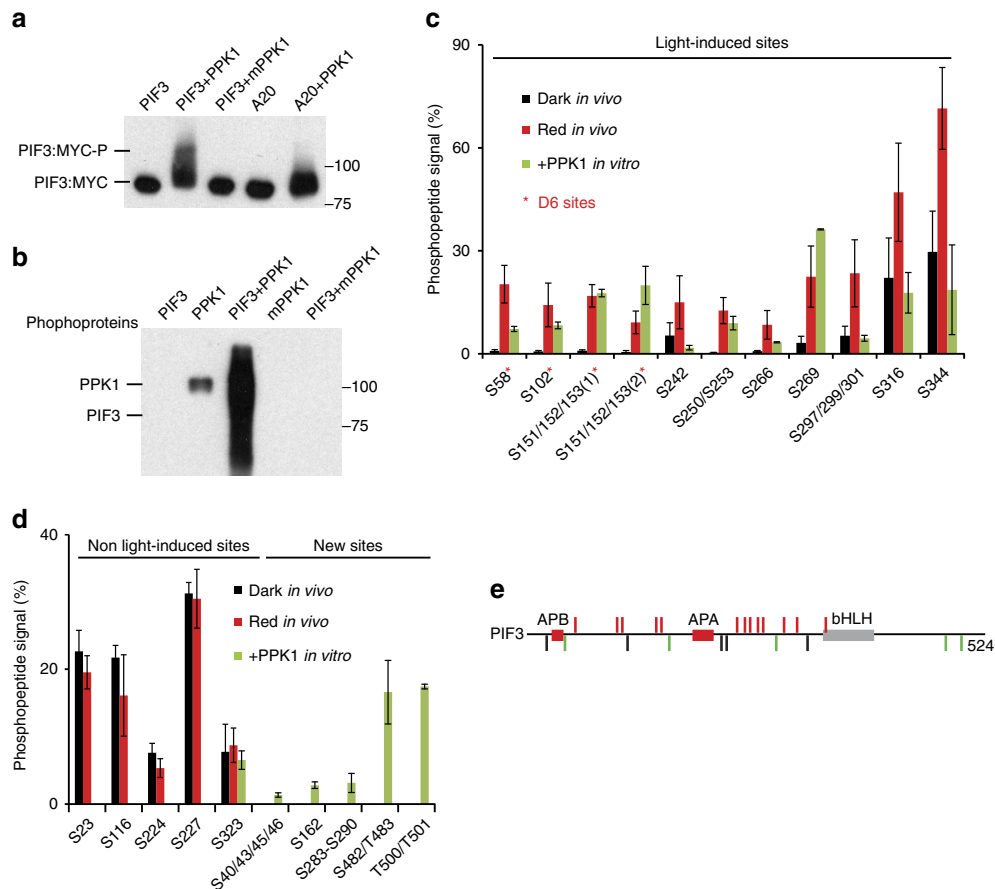 a
PIF3
PIF3+PPK1
PIF3+mPPK1
A20
A20+PPK1
PIF3:MYC-P
PIF3:MYC
–100
–75
b
PIF3
PPK1
PIF3+PPK1
mPPK1
PIF3+mPPK1
Phophoproteins
PPK1
PIF3
–100
–75
c
Light-induced sites
Phosphopeptide signal (%)
90
60
30
0
Dark in vivo
Red in vivo
+PPK1 in vitro
* D6 sites
S58*
S102*
S151/152/153(1)*
S151/152/153(2)*
S242
S250/S253
S266
S269
S297/299/301
S316
S344
d
Non light-induced sites
New sites
Phosphopeptide signal (%)
40
20
0
Dark in vivo
Red in vivo
+PPK1 in vitro
S23
S116
S224
S227
S323
S40/43/45/46
S162
S283–S290
S482/T483
T500/T501
e
APB
APA
bHLH
PIF3
524